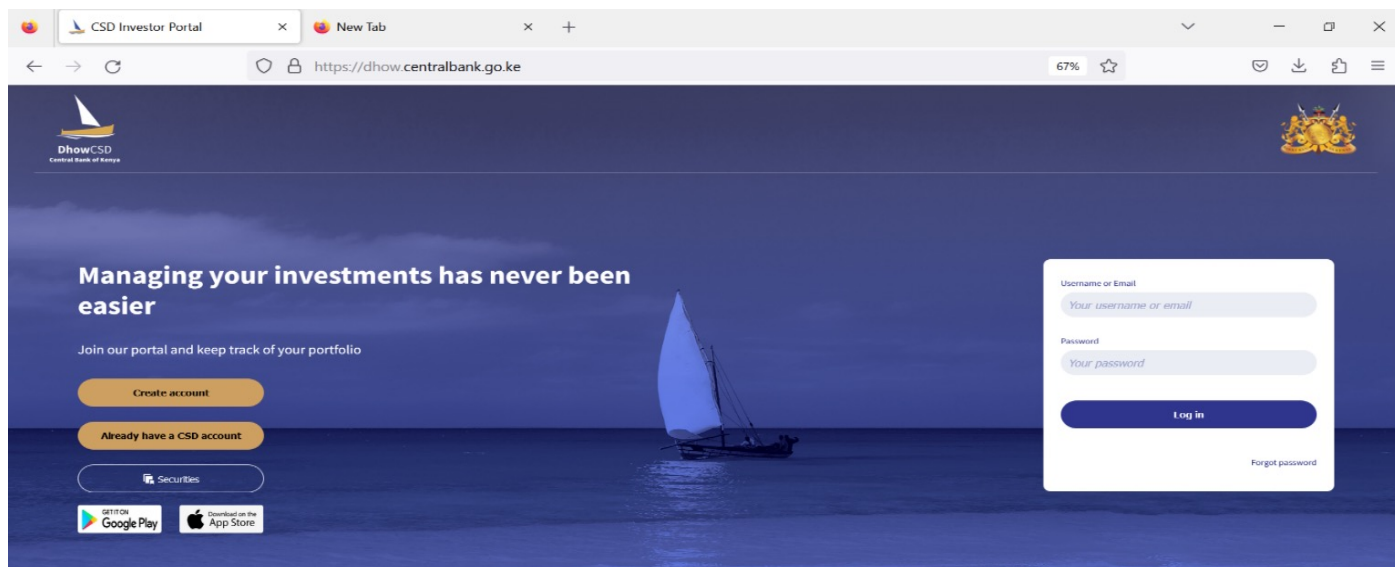 CSD Investor Portal
New Tab
https://dhow.centralbank.go.ke
67%
DhowCSD
Central Bank of Kenya
Managing your investments has never been
easier
Join our portal and keep track of your portfolio
Create account
Already have a CSD account
Securities
GET IT ON
Google Play
Download on the
App Store
Username or Email
Your username or email
Password
Your password
Log in
Forgot password